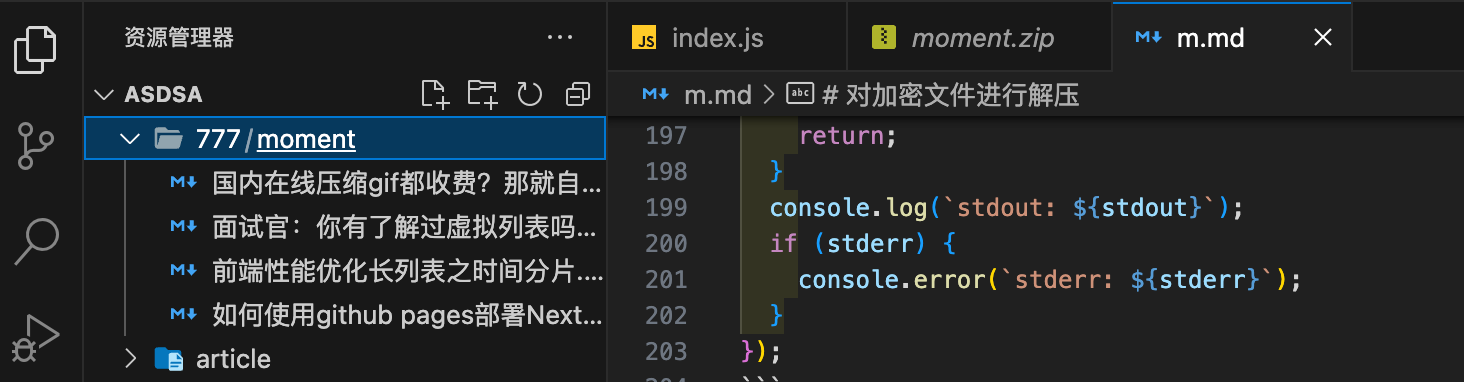 资源管理器
ASDSA
777/moment
国内在线压缩gif都收费？那就自...
面试官：你有了解过虚拟列表吗...
前端性能优化长列表之时间分片....
如何使用github pages部署Next...
article
JS index.js
moment.zip
m.md
m.md > abc # 对加密文件进行解压
197 return;
198 }
199 console.log(`stdout: ${stdout}`);
200 if (stderr) {
201 console.error(`stderr: ${stderr}`);
202 }
203 });
204 ```